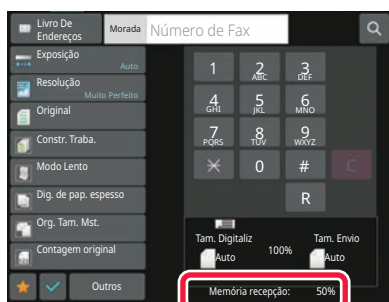 Livro De
Endereços
Morada
Número de Fax
Exposição
Auto
Resolução
Muito Perfeito
Original
Constr. Traba.
Modo Lento
Dig. de pap. espesso
Org. Tam. Mst.
Contagem original
Outros
1
2 ABC
3 DEF
4 GHI
5 JKL
6 MNO
7 PQRS
8 TUV
9 WXYZ
0
#
C
R
Tam. Digitaliz
Tam. Envio
Auto
100%
Auto
Memória recepção: 50%